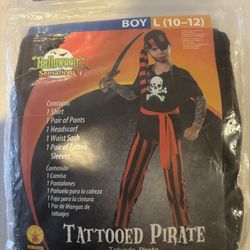 BOY L (10-12)
Halloween
Sensations
Contains
1 Shirt
1 Pair of Pants
1 Headscarf
1 Waist Sash
1 Pair of Tattoo
Sleeves
Contenido
1 Camisa
1 Pantalones
1 Pañuelo para la cabeza
1 Faja para la cintura
1 Par de Mangas de
tatuajes
TATTOOED PIRATE